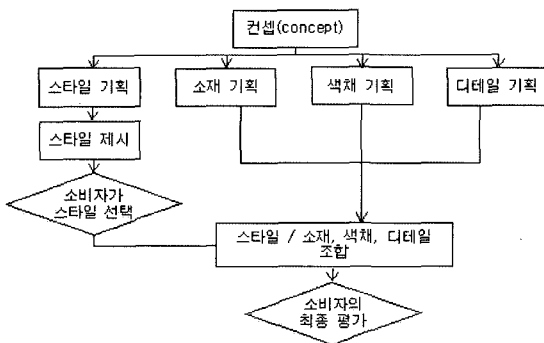 컨셉(concept)
스타일 기획
소재 기획
색채 기획
디테일 기획
스타일 제시
소비자가
스타일 선택
스타일 / 소재, 색채, 디테일
조합
소비자의
최종 평가